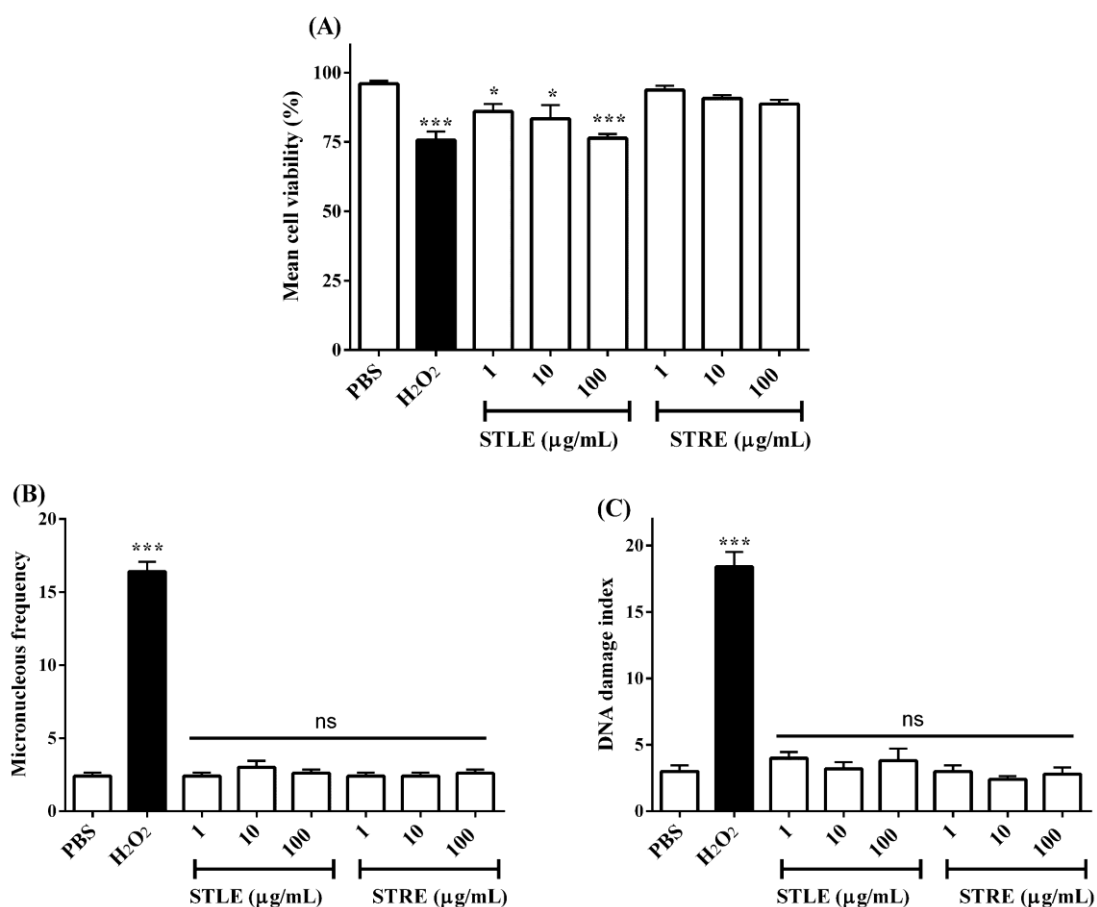 (A)
Mean cell viability (%)
100
75
50
25
0
***
*
*
***
PBS
H₂O₂
1
10
100
1
10
100
STLE (µg/mL)
STRE (µg/mL)
(B)
Micronucleous frequency
20
15
10
5
0
***
ns
PBS
H₂O₂
1
10
100
1
10
100
STLE (µg/mL)
STRE (µg/mL)
(C)
DNA damage index
20
15
10
5
0
***
ns
PBS
H₂O₂
1
10
100
1
10
100
STLE (µg/mL)
STRE (µg/mL)